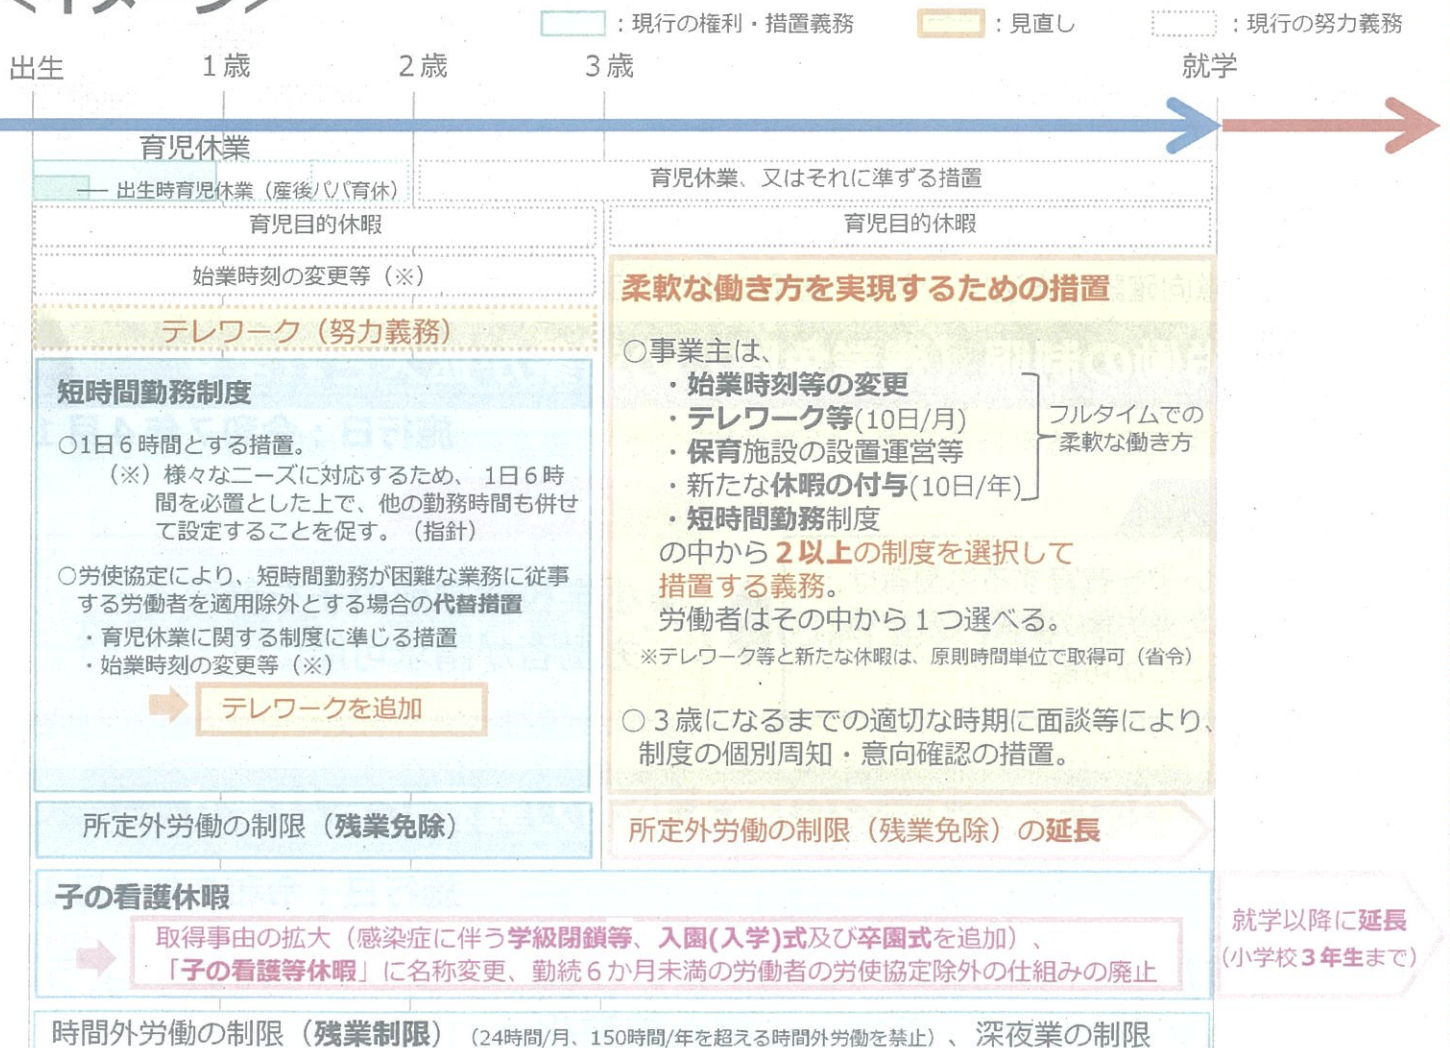 ＜イメージ＞
：現行の権利・措置義務
：見直し
：現行の努力義務
出生
1歳
2歳
3歳
就学
育児休業
出生時育児休業（産後パパ育休）
育児休業、又はそれに準ずる措置
育児目的休暇
育児目的休暇
始業時刻の変更等（※）
テレワーク（努力義務）
短時間勤務制度
○1日6時間とする措置。
（※）様々なニーズに対応するため、1日6時
間を必置とした上で、他の勤務時間も併せ
て設定することを促す。（指針）
○労使協定により、短時間勤務が困難な業務に従事
する労働者を適用除外とする場合の代替措置
・育児休業に関する制度に準じる措置
・始業時刻の変更等（※）
テレワークを追加
柔軟な働き方を実現するための措置
○事業主は、
・始業時刻等の変更
・テレワーク等(10日/月)
・保育施設の設置運営等
・新たな休暇の付与(10日/年)
・短時間勤務制度
フルタイムでの
柔軟な働き方
の中から2以上の制度を選択して
措置する義務。
労働者はその中から1つ選べる。
※テレワーク等と新たな休暇は、原則時間単位で取得可（省令）
○3歳になるまでの適切な時期に面談等により、
制度の個別周知・意向確認の措置。
所定外労働の制限（残業免除）
所定外労働の制限（残業免除）の延長
子の看護休暇
取得事由の拡大（感染症に伴う学級閉鎖等、入園(入学)式及び卒園式を追加）、
「子の看護等休暇」に名称変更、勤続6か月未満の労働者の労使協定除外の仕組みの廃止
就学以降に延長
(小学校3年生まで)
時間外労働の制限（残業制限）（24時間/月、150時間/年を超える時間外労働を禁止）、深夜業の制限